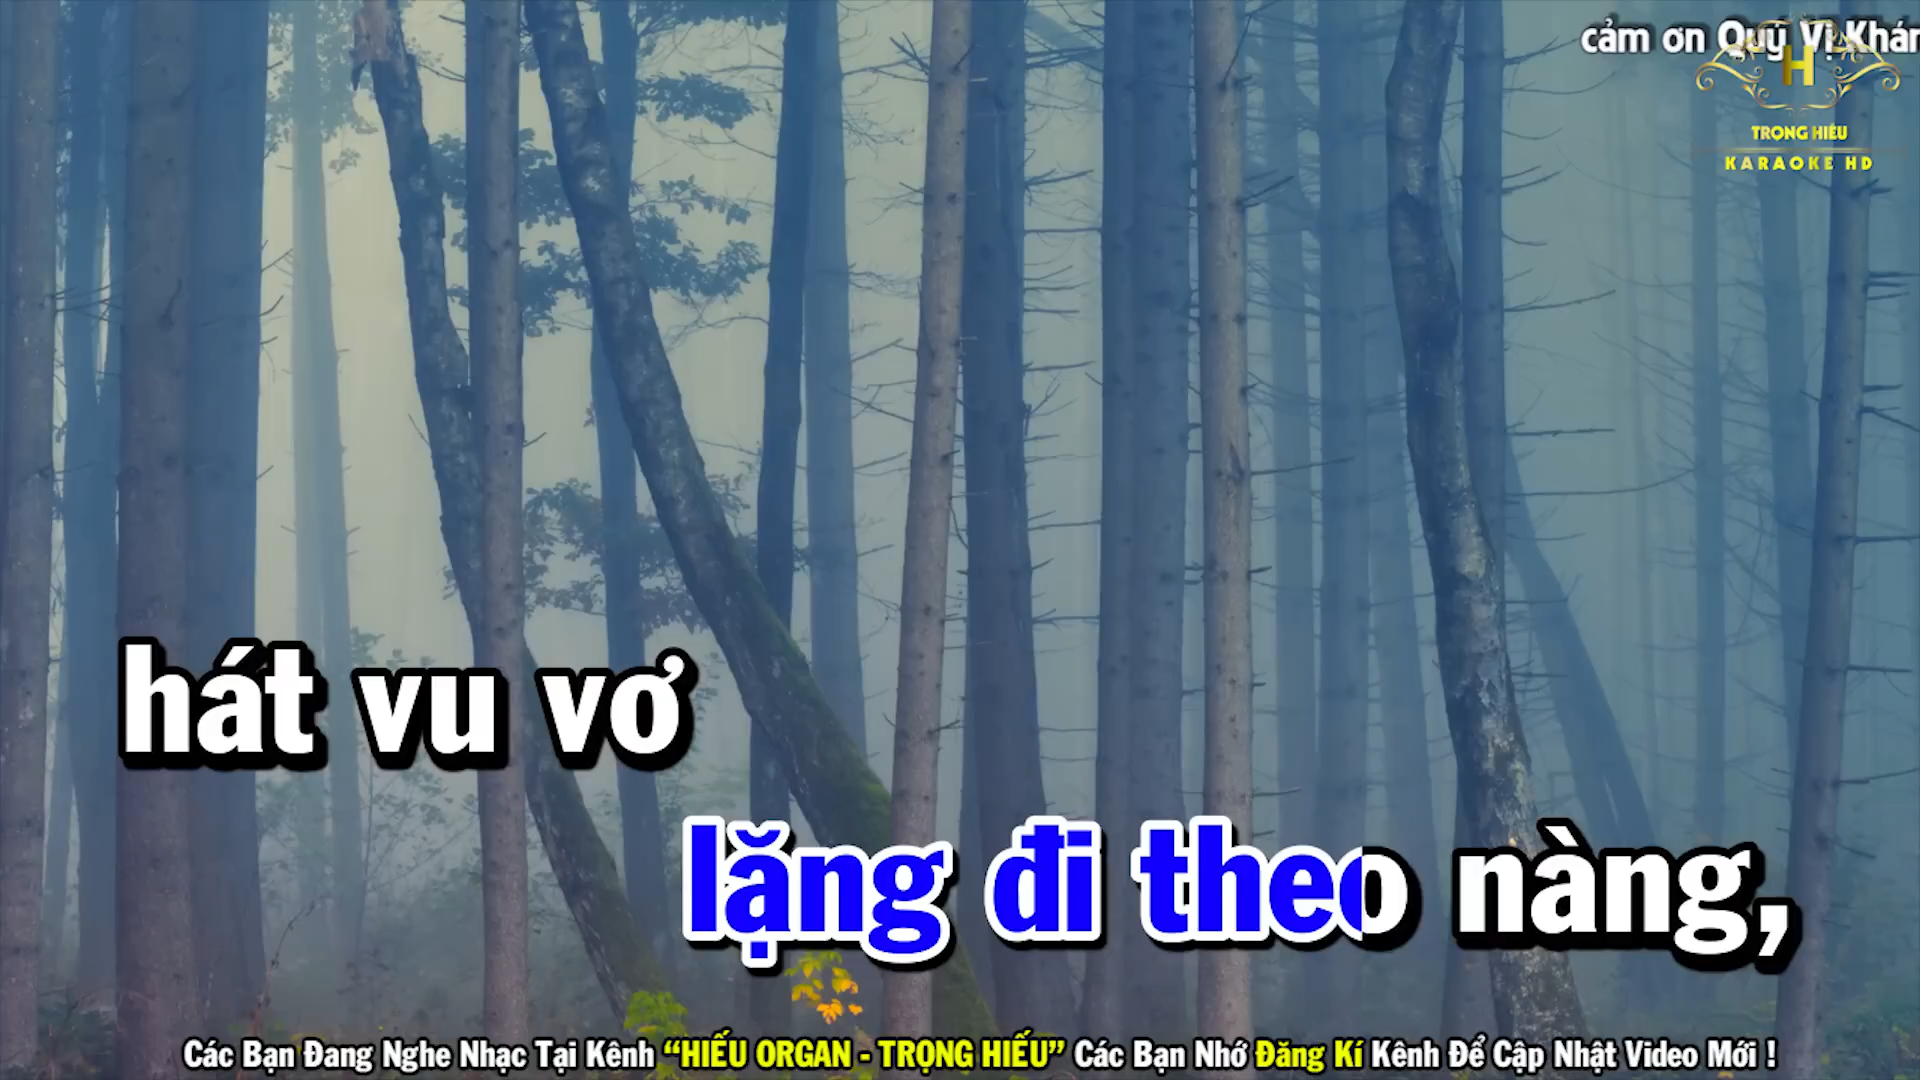 cảm ơn Quý Vị Khán
H
TRỌNG HIẾU
KARAOKE HD
hát vu vơ
lặng đi theo nàng,
Các Bạn Đang Nghe Nhạc Tại Kênh “HIẾU ORGAN - TRỌNG HIẾU” Các Bạn Nhớ Đăng Kí Kênh Để Cập Nhật Video Mới !